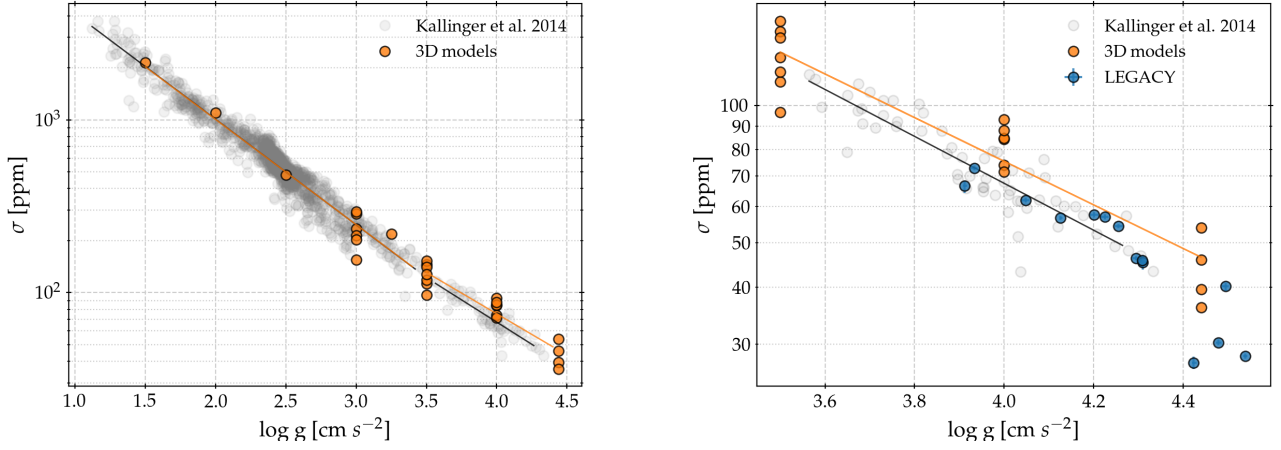 Kallinger et al. 2014
3D models
10³
10²
σ [ppm]
1.0 1.5 2.0 2.5 3.0 3.5 4.0 4.5
log g [cm s⁻²]
Kallinger et al. 2014
3D models
LEGACY
100
90
80
70
60
50
40
30
σ [ppm]
3.6 3.8 4.0 4.2 4.4
log g [cm s⁻²]